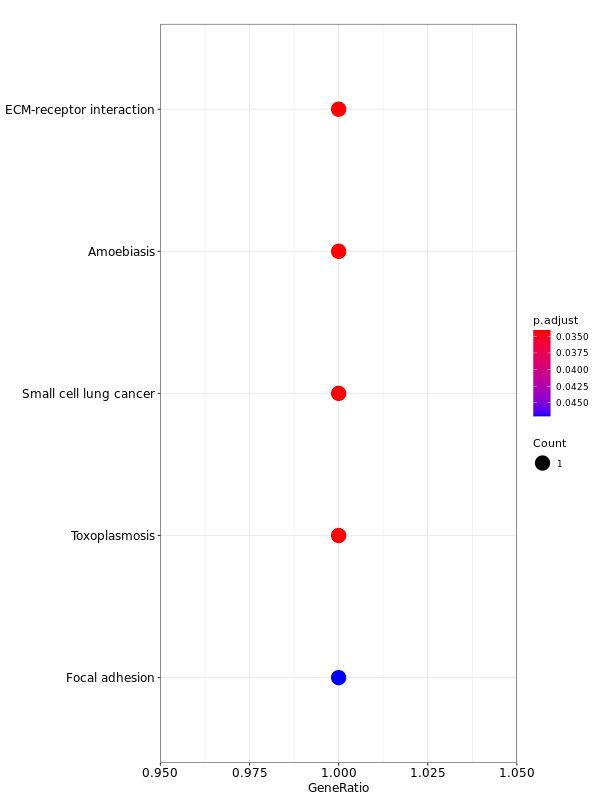 ECM-receptor interaction
Amoebiasis
Small cell lung cancer
Toxoplasmosis
Focal adhesion
0.950 0.975 1.000 1.025 1.050
GeneRatio
p.adjust
0.0350
0.0375
0.0400
0.0425
0.0450
Count
1